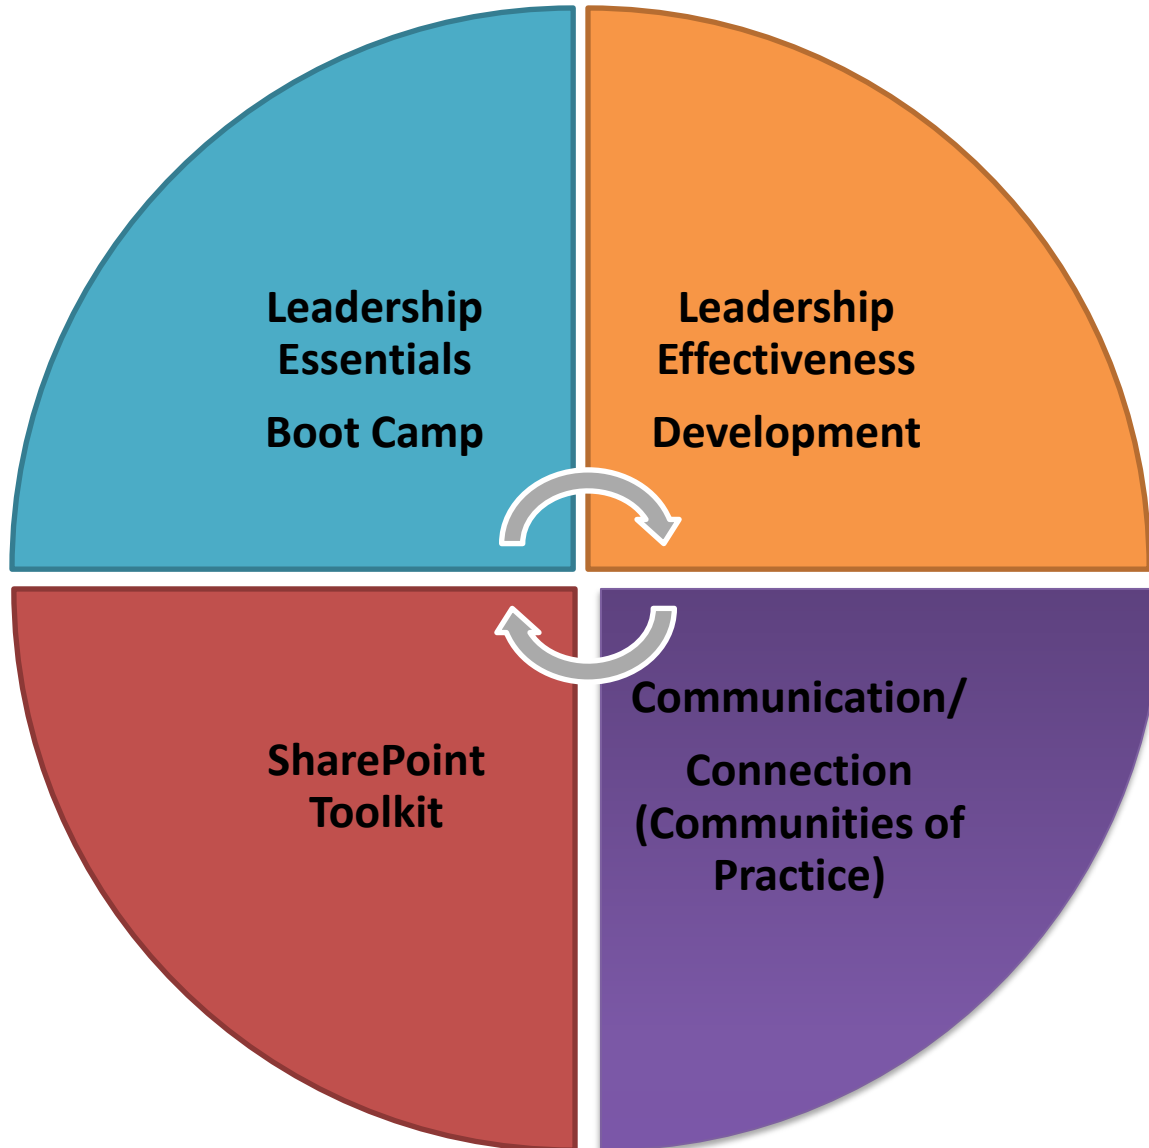 Leadership
Essentials
Boot Camp
Leadership
Effectiveness
Development
SharePoint
Toolkit
Communication/
Connection
(Communities of
Practice)